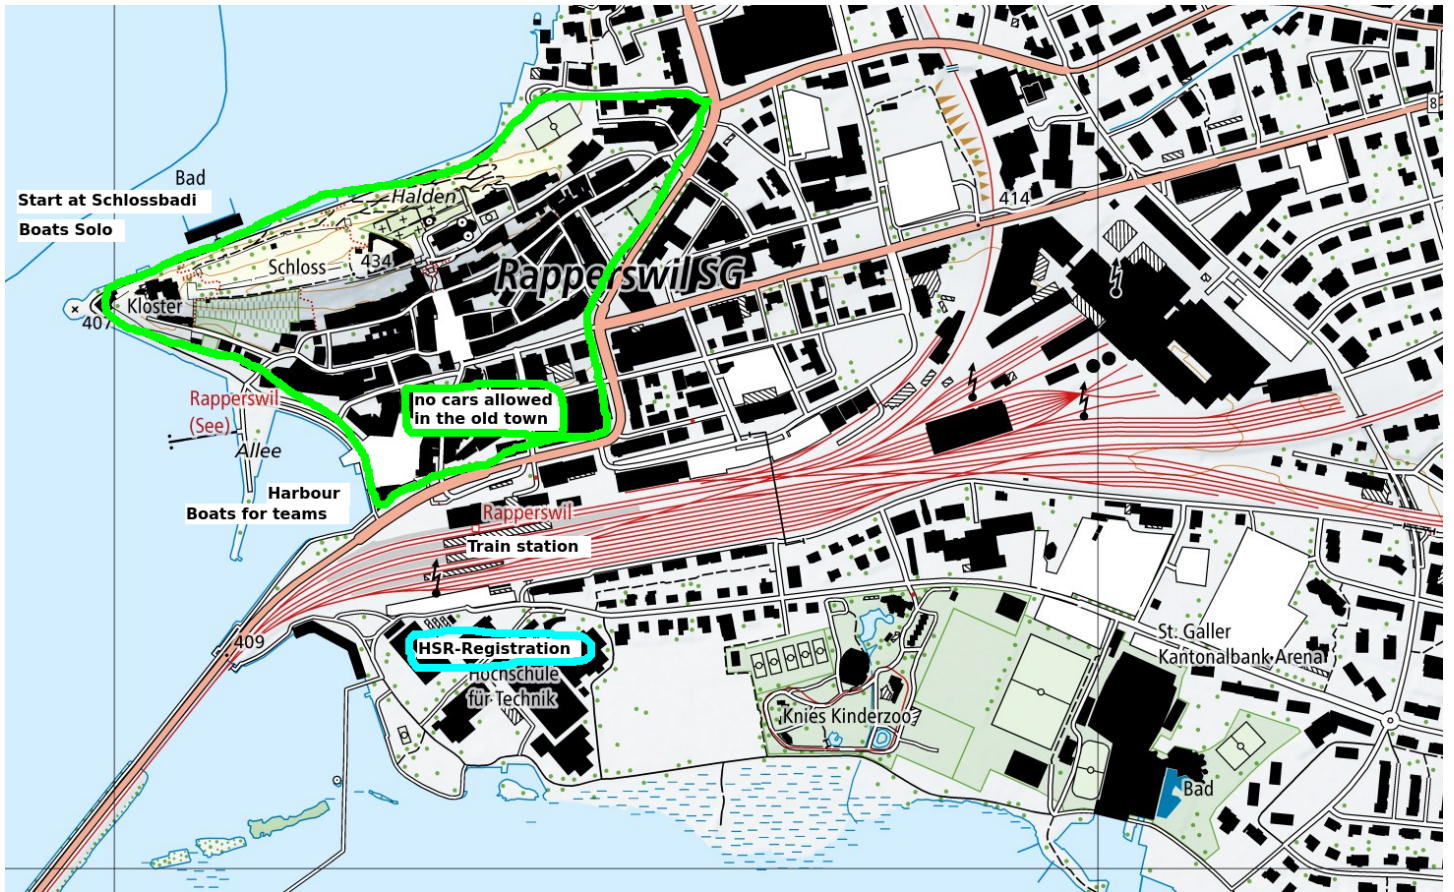 8
Bad
Start at Schlossbadi
Boats Solo
Halden
414
Schloss
434
Rapperswil SG
Kloster
407
Rapperswil
(See)
no cars allowed
in the old town
Allee
Harbour
Boats for teams
Rapperswil
Train station
409
HSR-Registration
Hochschule
für Technik
St. Galler
Kantonalbank Arena
Knies Kinderzoo
Bad